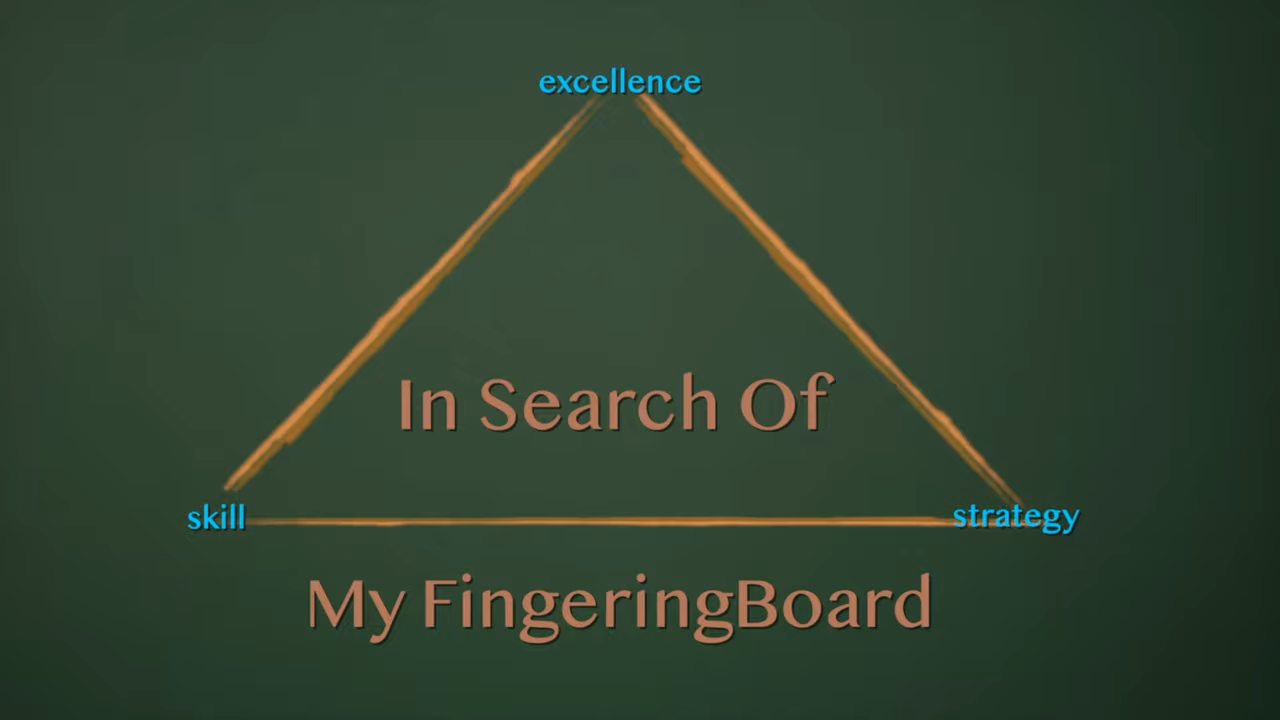 excellence
In Search Of
skill
strategy
My FingeringBoard